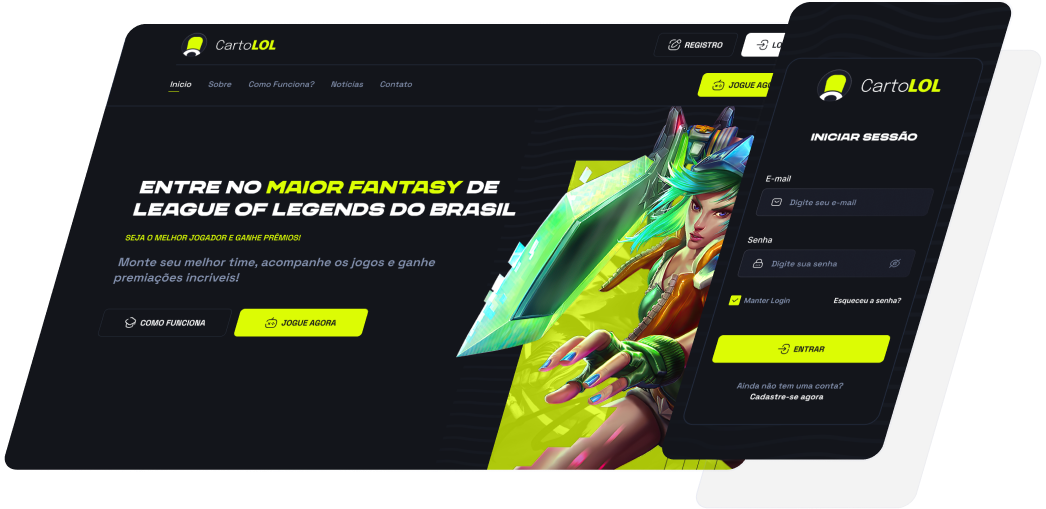 CartoLOL
REGISTRO
LO
Inicio
Sobre
Como Funciona?
Notícias
Contato
JOGUE AGO
ENTRE NO MAIOR FANTASY DE
LEAGUE OF LEGENDS DO BRASIL
SEJA O MELHOR JOGADOR E GANHE PRÊMIOS!
Monte seu melhor time, acompanhe os jogos e ganhe
premiações incríveis!
COMO FUNCIONA
JOGUE AGORA
CartoLOL
INICIAR SESSÃO
E-mail
Digite seu e-mail
Senha
Digite sua senha
Manter Login
Esqueceu a senha?
ENTRAR
Ainda não tem uma conta?
Cadastre-se agora